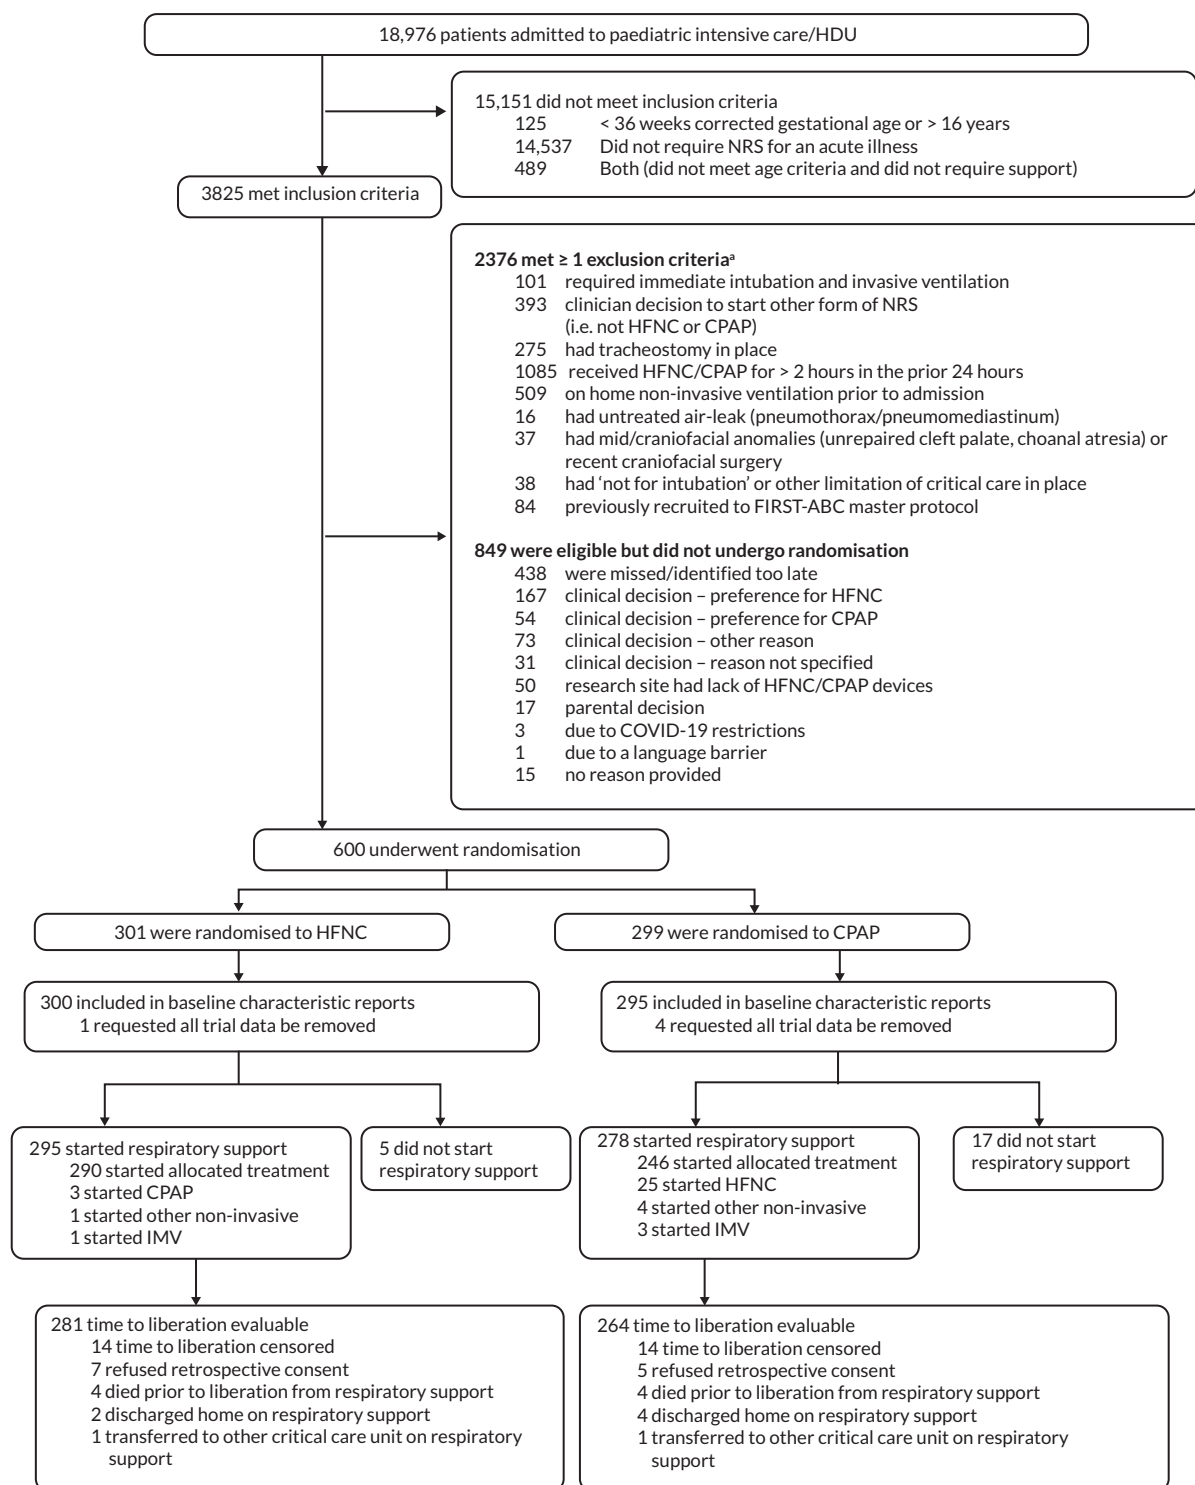 18,976 patients admitted to paediatric intensive care/HDU
15,151 did not meet inclusion criteria
125 < 36 weeks corrected gestational age or > 16 years
14,537 Did not require NRS for an acute illness
489 Both (did not meet age criteria and did not require support)
3825 met inclusion criteria
2376 met ≥ 1 exclusion criteriaᵃ
101 required immediate intubation and invasive ventilation
393 clinician decision to start other form of NRS
(i.e. not HFNC or CPAP)
275 had tracheostomy in place
1085 received HFNC/CPAP for > 2 hours in the prior 24 hours
509 on home non-invasive ventilation prior to admission
16 had untreated air-leak (pneumothorax/pneumomediastinum)
37 had mid/craniofacial anomalies (unrepaired cleft palate, choanal atresia) or
recent craniofacial surgery
38 had ‘not for intubation’ or other limitation of critical care in place
84 previously recruited to FIRST-ABC master protocol
849 were eligible but did not undergo randomisation
438 were missed/identified too late
167 clinical decision – preference for HFNC
54 clinical decision – preference for CPAP
73 clinical decision – other reason
31 clinical decision – reason not specified
50 research site had lack of HFNC/CPAP devices
17 parental decision
3 due to COVID-19 restrictions
1 due to a language barrier
15 no reason provided
600 underwent randomisation
301 were randomised to HFNC
299 were randomised to CPAP
300 included in baseline characteristic reports
1 requested all trial data be removed
295 included in baseline characteristic reports
4 requested all trial data be removed
295 started respiratory support
290 started allocated treatment
3 started CPAP
1 started other non-invasive
1 started IMV
5 did not start
respiratory support
278 started respiratory support
246 started allocated treatment
25 started HFNC
4 started other non-invasive
3 started IMV
17 did not start
respiratory support
281 time to liberation evaluable
14 time to liberation censored
7 refused retrospective consent
4 died prior to liberation from respiratory support
2 discharged home on respiratory support
1 transferred to other critical care unit on respiratory
support
264 time to liberation evaluable
14 time to liberation censored
5 refused retrospective consent
4 died prior to liberation from respiratory support
4 discharged home on respiratory support
1 transferred to other critical care unit on respiratory
support